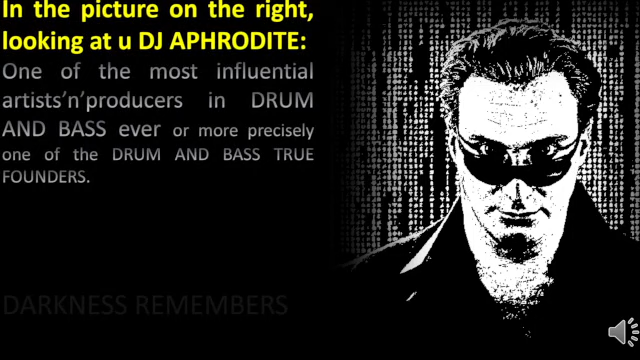 In the picture on the right,
looking at u DJ APHRODITE:
One of the most influential
artists’n’producers in DRUM
AND BASS ever or more precisely
one of the DRUM AND BASS TRUE
FOUNDERS.
DARKNESS REMEMBERS